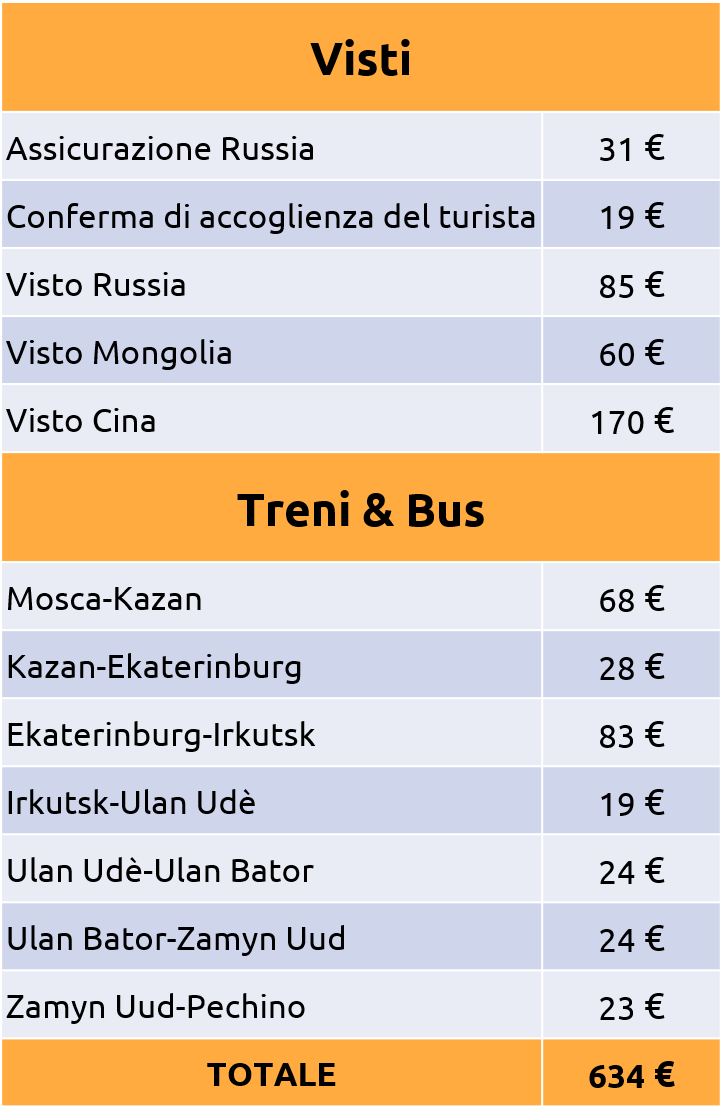 Visti
Assicurazione Russia 31 €
Conferma di accoglienza del turista 19 €
Visto Russia 85 €
Visto Mongolia 60 €
Visto Cina 170 €
Treni & Bus
Mosca-Kazan 68 €
Kazan-Ekaterinburg 28 €
Ekaterinburg-Irkutsk 83 €
Irkutsk-Ulan Udè 19 €
Ulan Udè-Ulan Bator 24 €
Ulan Bator-Zamyn Uud 24 €
Zamyn Uud-Pechino 23 €
TOTALE 634 €